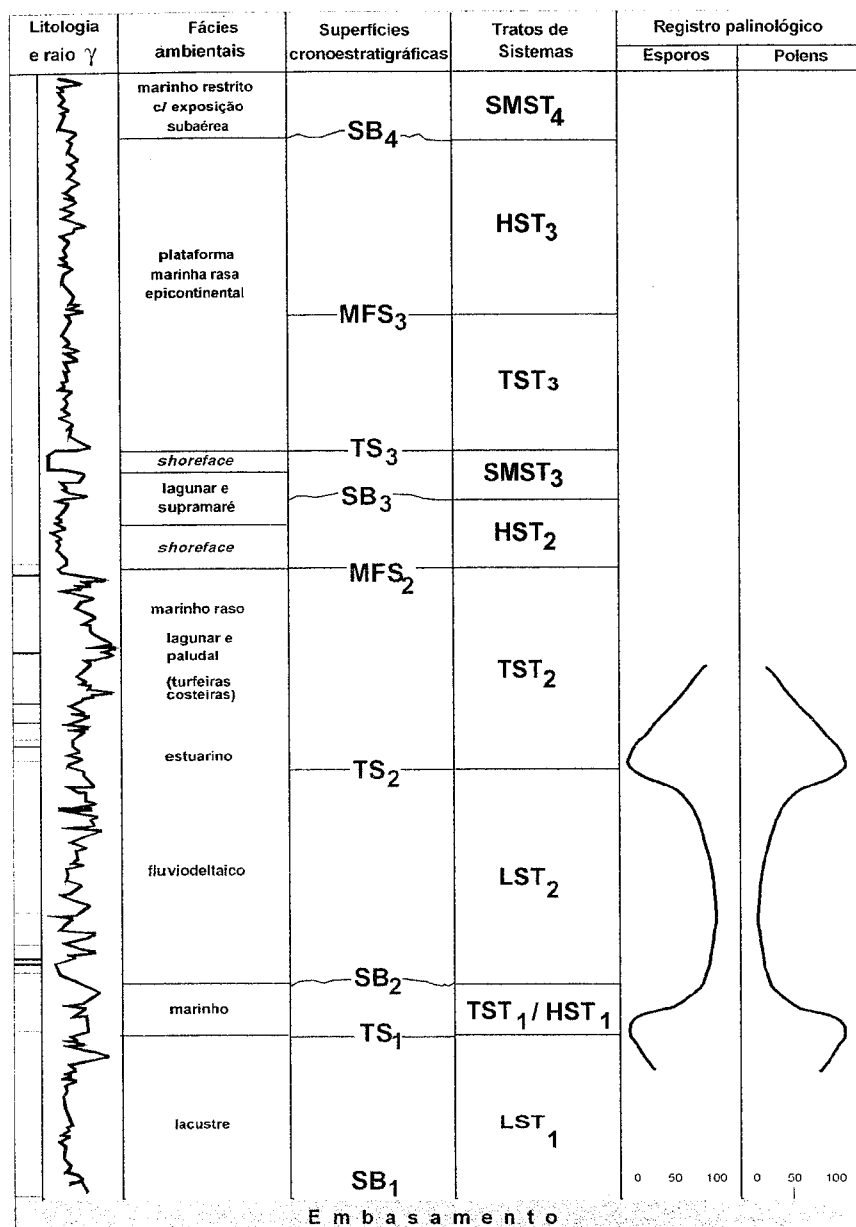 Litologia
e raio γ
Fácies
ambientais
Superfícies
cronoestratigráficas
Tratos de
Sistemas
Registro palinológico
Esporos
Polens
marinho restrito
c/ exposição
subaérea
SB4
SMST4
HST3
plataforma
marinha rasa
epicontinental
MFS3
TST3
TS3
shoreface
SMST3
lagunar e
supramaré
SB3
HST2
shoreface
MFS2
marinho raso
lagunar e
paludal
(turfeiras
costeiras)
TST2
estuarino
TS2
fluviodeltaico
LST2
SB2
marinho
TST1 / HST1
TS1
lacustre
LST1
SB1
0 50 100
0 50 100
Embasamento